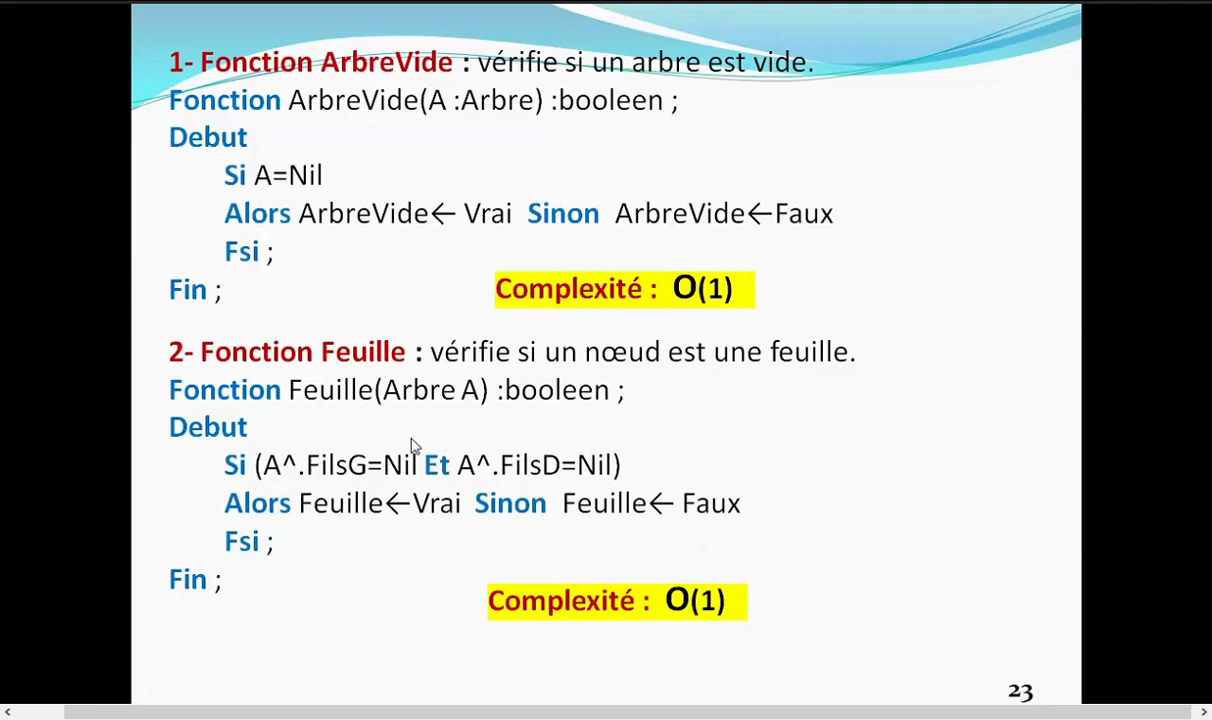 1- Fonction ArbreVide : vérifie si un arbre est vide.
Fonction ArbreVide(A :Arbre) :booleen ;
Debut
Si A=Nil
Alors ArbreVide← Vrai Sinon ArbreVide←Faux
Fsi ;
Fin ;
Complexité : O(1)
2- Fonction Feuille : vérifie si un nœud est une feuille.
Fonction Feuille(Arbre A) :booleen ;
Debut
Si (A^.FilsG=Nil Et A^.FilsD=Nil)
Alors Feuille←Vrai Sinon Feuille← Faux
Fsi ;
Fin ;
Complexité : O(1)
23